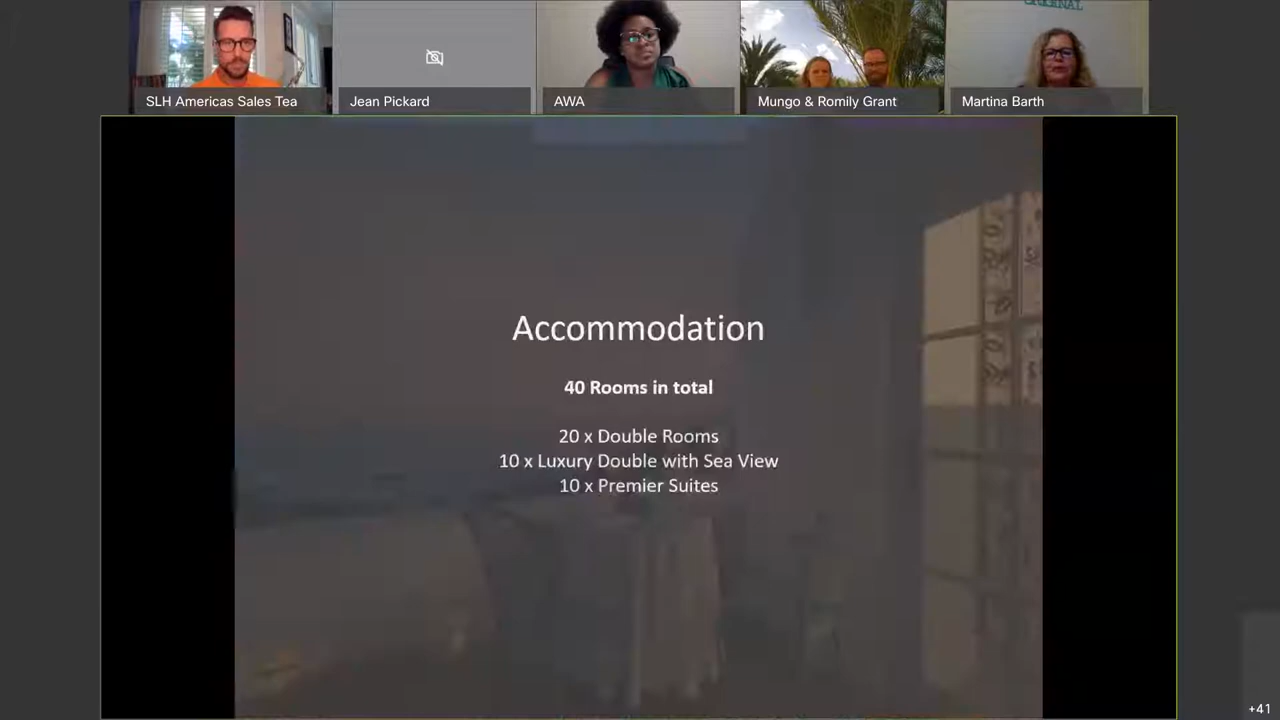 SLH Americas Sales Tea
Jean Pickard
AWA
Mungo & Romily Grant
Martina Barth
Accommodation
40 Rooms in total
20 x Double Rooms
10 x Luxury Double with Sea View
10 x Premier Suites
+41